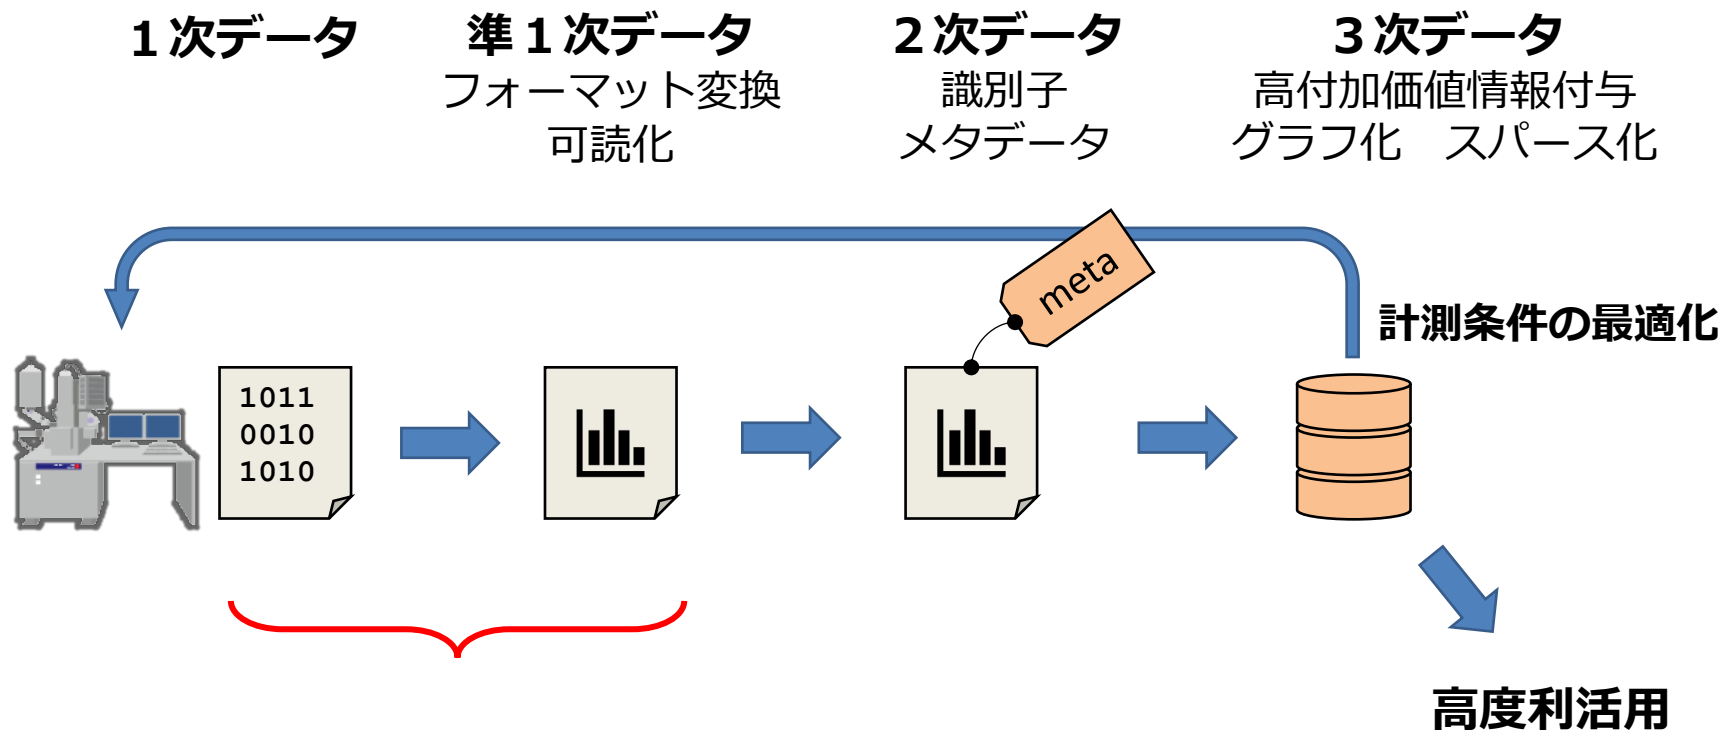 １次データ
準１次データ
フォーマット変換
可読化
２次データ
識別子
メタデータ
３次データ
高付加価値情報付与
グラフ化　スパース化
meta
計測条件の最適化
1011
0010
1010
高度利活用